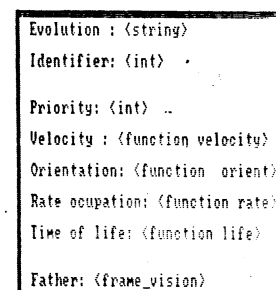 Evolution : <string>
Identifier: <int>
Priority: <int>
Velocity : <function velocity>
Orientation: <function orient>
Rate ocupation: <function rate>
Time of life: <function life>
Father: <frame_vision>